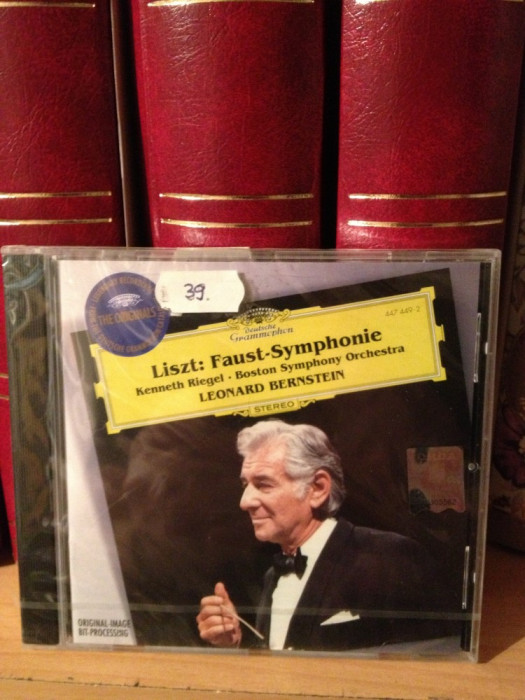 39.
THE ORIGINALS
Deutsche
Grammophon
447 449-2
Liszt: Faust-Symphonie
Kenneth Riegel · Boston Symphony Orchestra
LEONARD BERNSTEIN
STEREO
ORIGINAL-IMAGE
BIT-PROCESSING